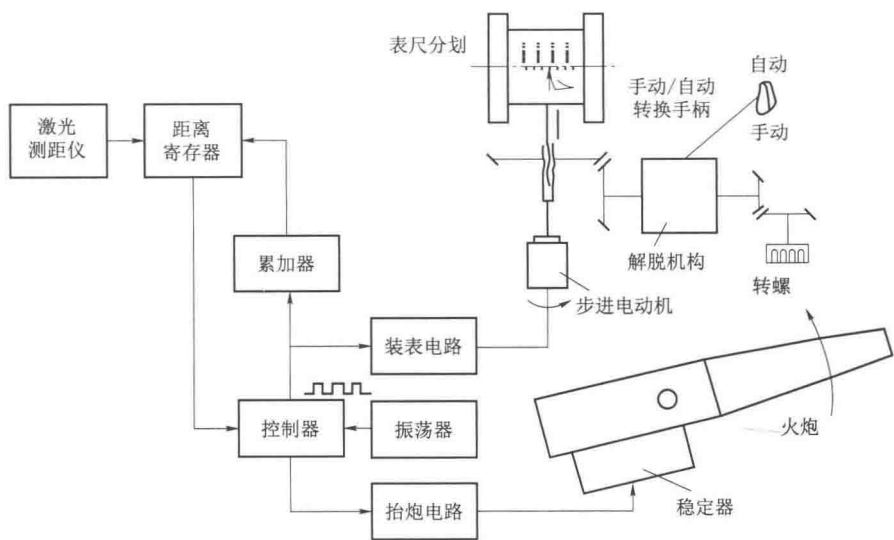 表尺分划
自动
手动/自动
转换手柄
手动
激光
测距仪
距离
寄存器
累加器
解脱机构
转螺
步进电动机
装表电路
控制器
振荡器
火炮
抬炮电路
稳定器